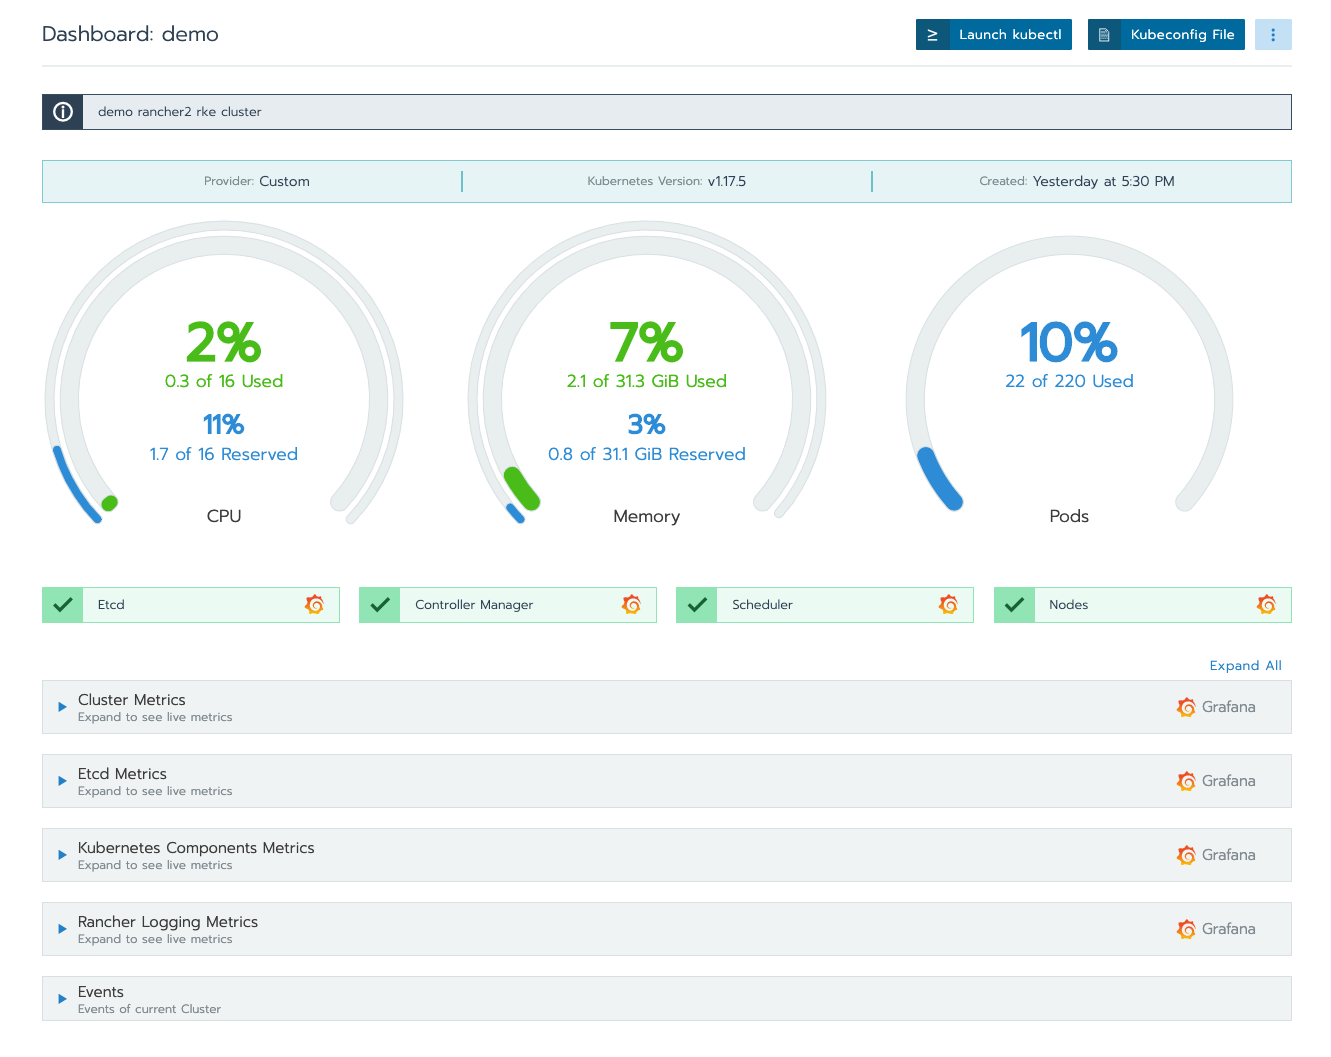 Dashboard: demo
Launch kubectl
Kubeconfig File
demo rancher2 rke cluster
Provider: Custom
Kubernetes Version: v1.17.5
Created: Yesterday at 5:30 PM
2%
0.3 of 16 Used
11%
1.7 of 16 Reserved
CPU
7%
2.1 of 31.3 GiB Used
3%
0.8 of 31.1 GiB Reserved
Memory
10%
22 of 220 Used
Pods
Etcd
Controller Manager
Scheduler
Nodes
Expand All
Cluster Metrics
Expand to see live metrics
Grafana
Etcd Metrics
Expand to see live metrics
Grafana
Kubernetes Components Metrics
Expand to see live metrics
Grafana
Rancher Logging Metrics
Expand to see live metrics
Grafana
Events
Events of current Cluster